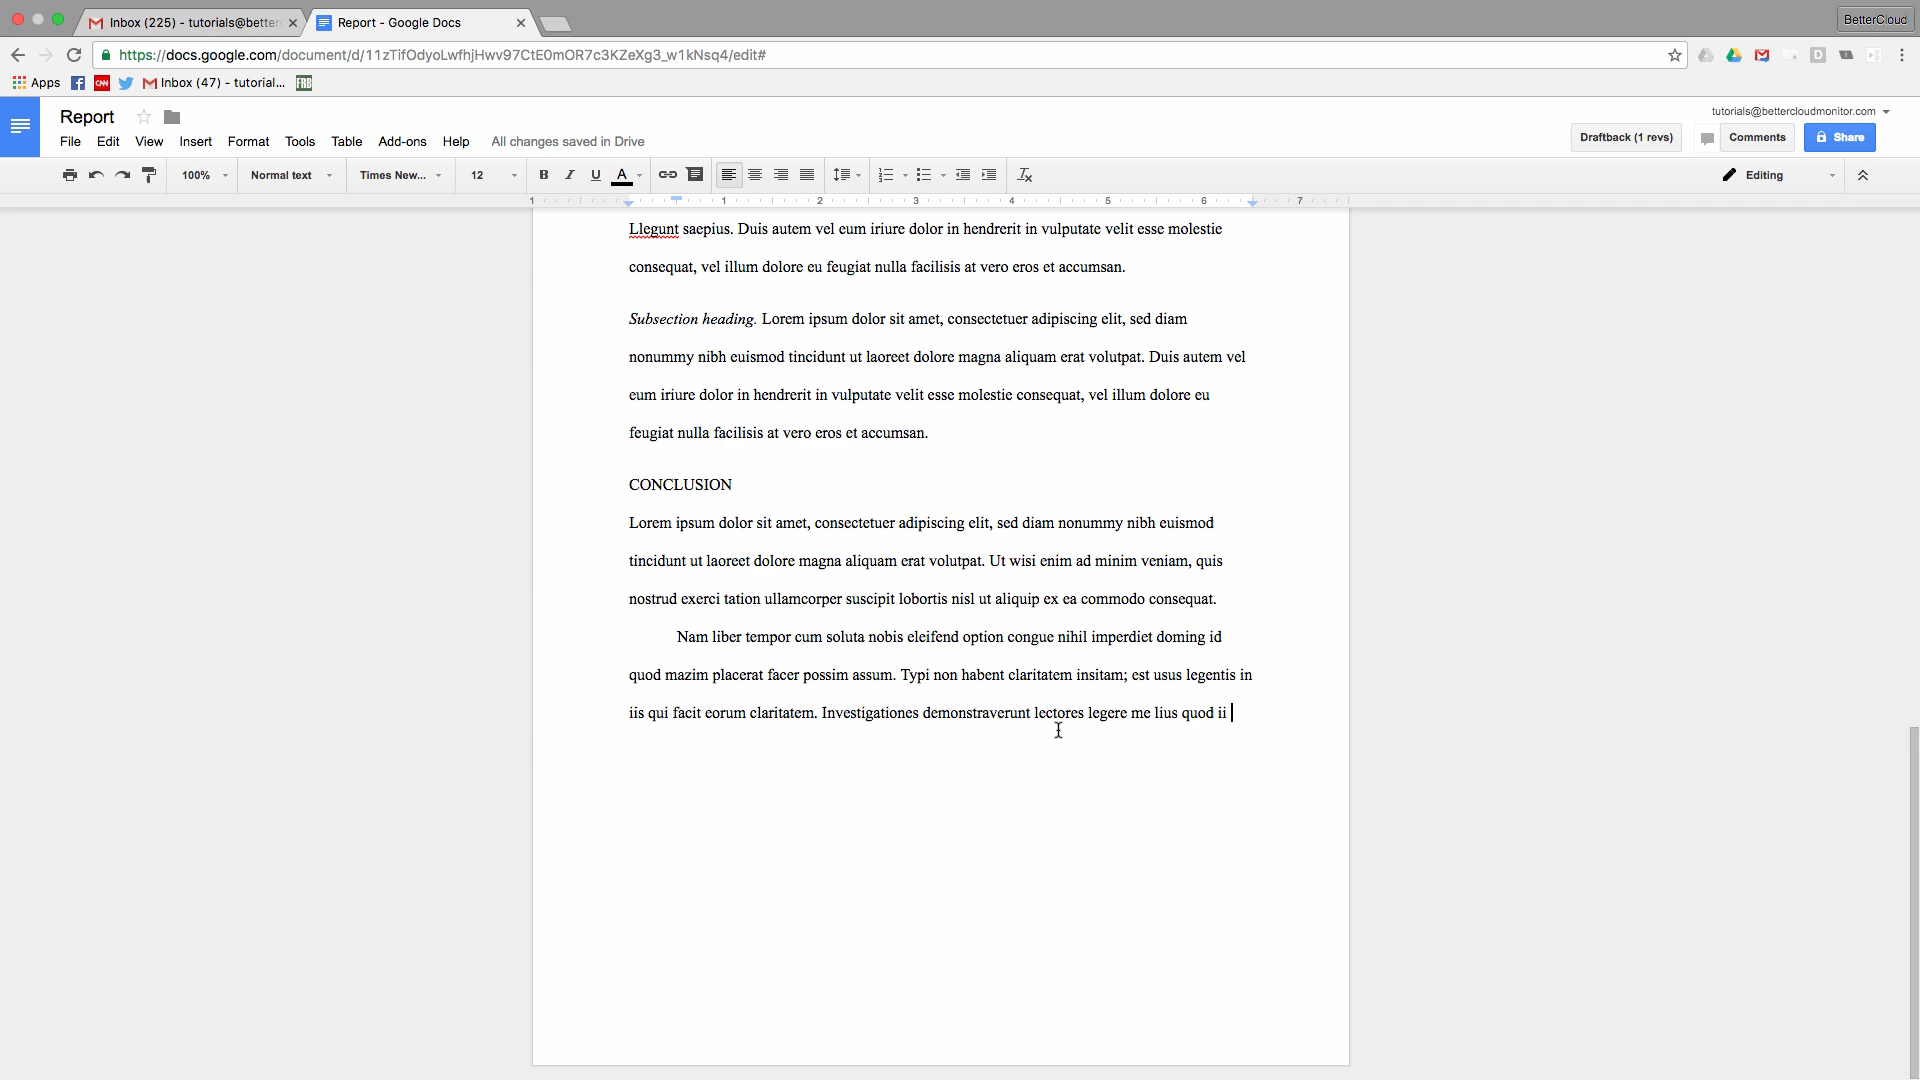 Inbox (225) - tutorials@better
Report - Google Docs
BetterCloud
https://docs.google.com/document/d/11zTifOdyoLwfhjHwv97CtE0mOR7c3KZeXg3_w1kNsq4/edit#
Apps
CNN
Inbox (47) - tutorial...
FRB
Report
tutorials@bettercloudmonitor.com
File Edit View Insert Format Tools Table Add-ons Help All changes saved in Drive
Draftback (1 revs) Comments Share
100% Normal text Times New... 12 B I U A Editing
1 1 2 3 4 5 6 7
Llegunt saepius. Duis autem vel eum iriure dolor in hendrerit in vulputate velit esse molestie
consequat, vel illum dolore eu feugiat nulla facilisis at vero eros et accumsan.
Subsection heading. Lorem ipsum dolor sit amet, consectetuer adipiscing elit, sed diam
nonummy nibh euismod tincidunt ut laoreet dolore magna aliquam erat volutpat. Duis autem vel
eum iriure dolor in hendrerit in vulputate velit esse molestie consequat, vel illum dolore eu
feugiat nulla facilisis at vero eros et accumsan.
CONCLUSION
Lorem ipsum dolor sit amet, consectetuer adipiscing elit, sed diam nonummy nibh euismod
tincidunt ut laoreet dolore magna aliquam erat volutpat. Ut wisi enim ad minim veniam, quis
nostrud exerci tation ullamcorper suscipit lobortis nisl ut aliquip ex ea commodo consequat.
Nam liber tempor cum soluta nobis eleifend option congue nihil imperdiet doming id
quod mazim placerat facer possim assum. Typi non habent claritatem insitam; est usus legentis in
iis qui facit eorum claritatem. Investigationes demonstraverunt lectores legere me lius quod ii